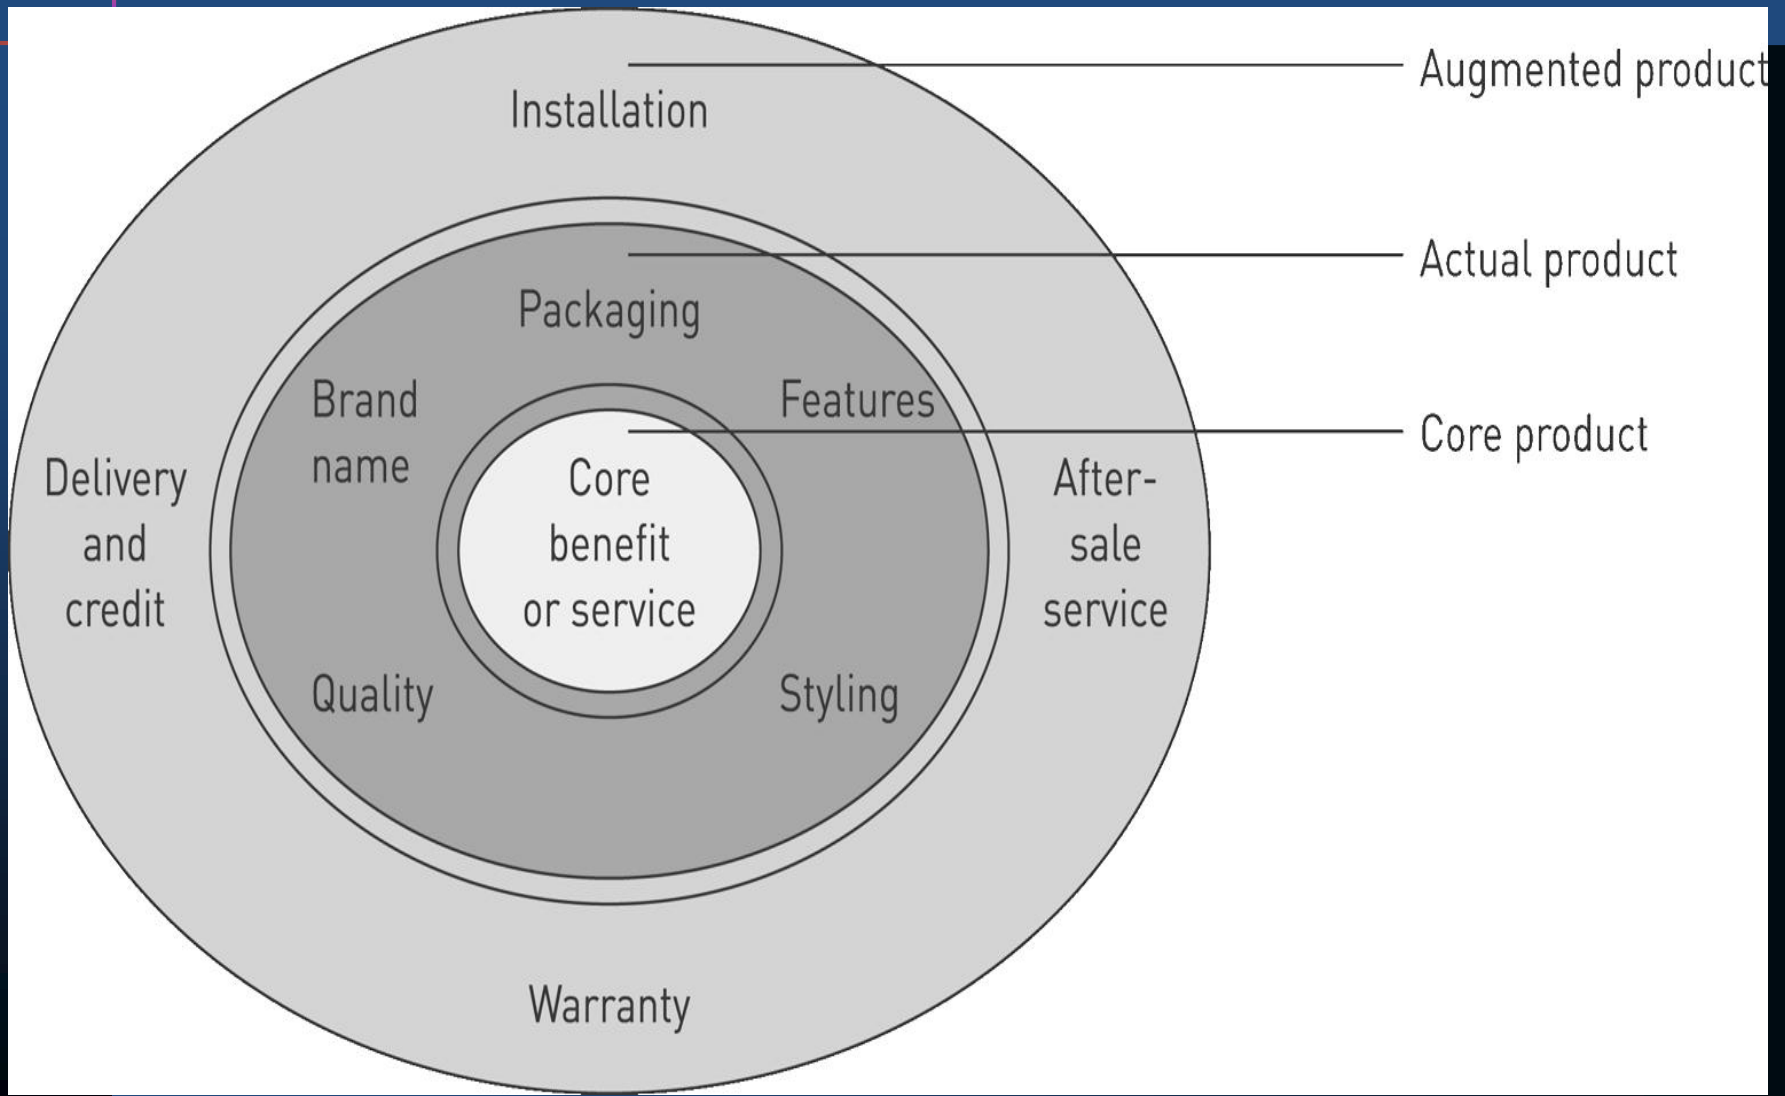 Augmented product
Installation
Actual product
Packaging
Brand
name
Features
Core product
Delivery
and
credit
Core
benefit
or service
After-
sale
service
Quality
Styling
Warranty